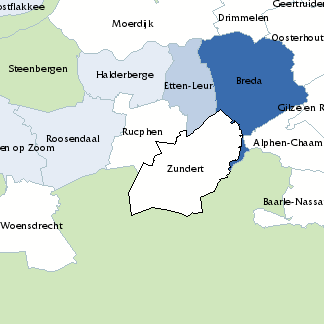 ostflakkee
Geertruide
Moerdijk
Drimmelen
Oosterhout
Steenbergen
Halderberge
Etten-Leur
Breda
Gilze en R
Rucphen
Roosendaal
en op Zoom
Alphen-Chaam
Zundert
Baarle-Nassa
Woensdrecht